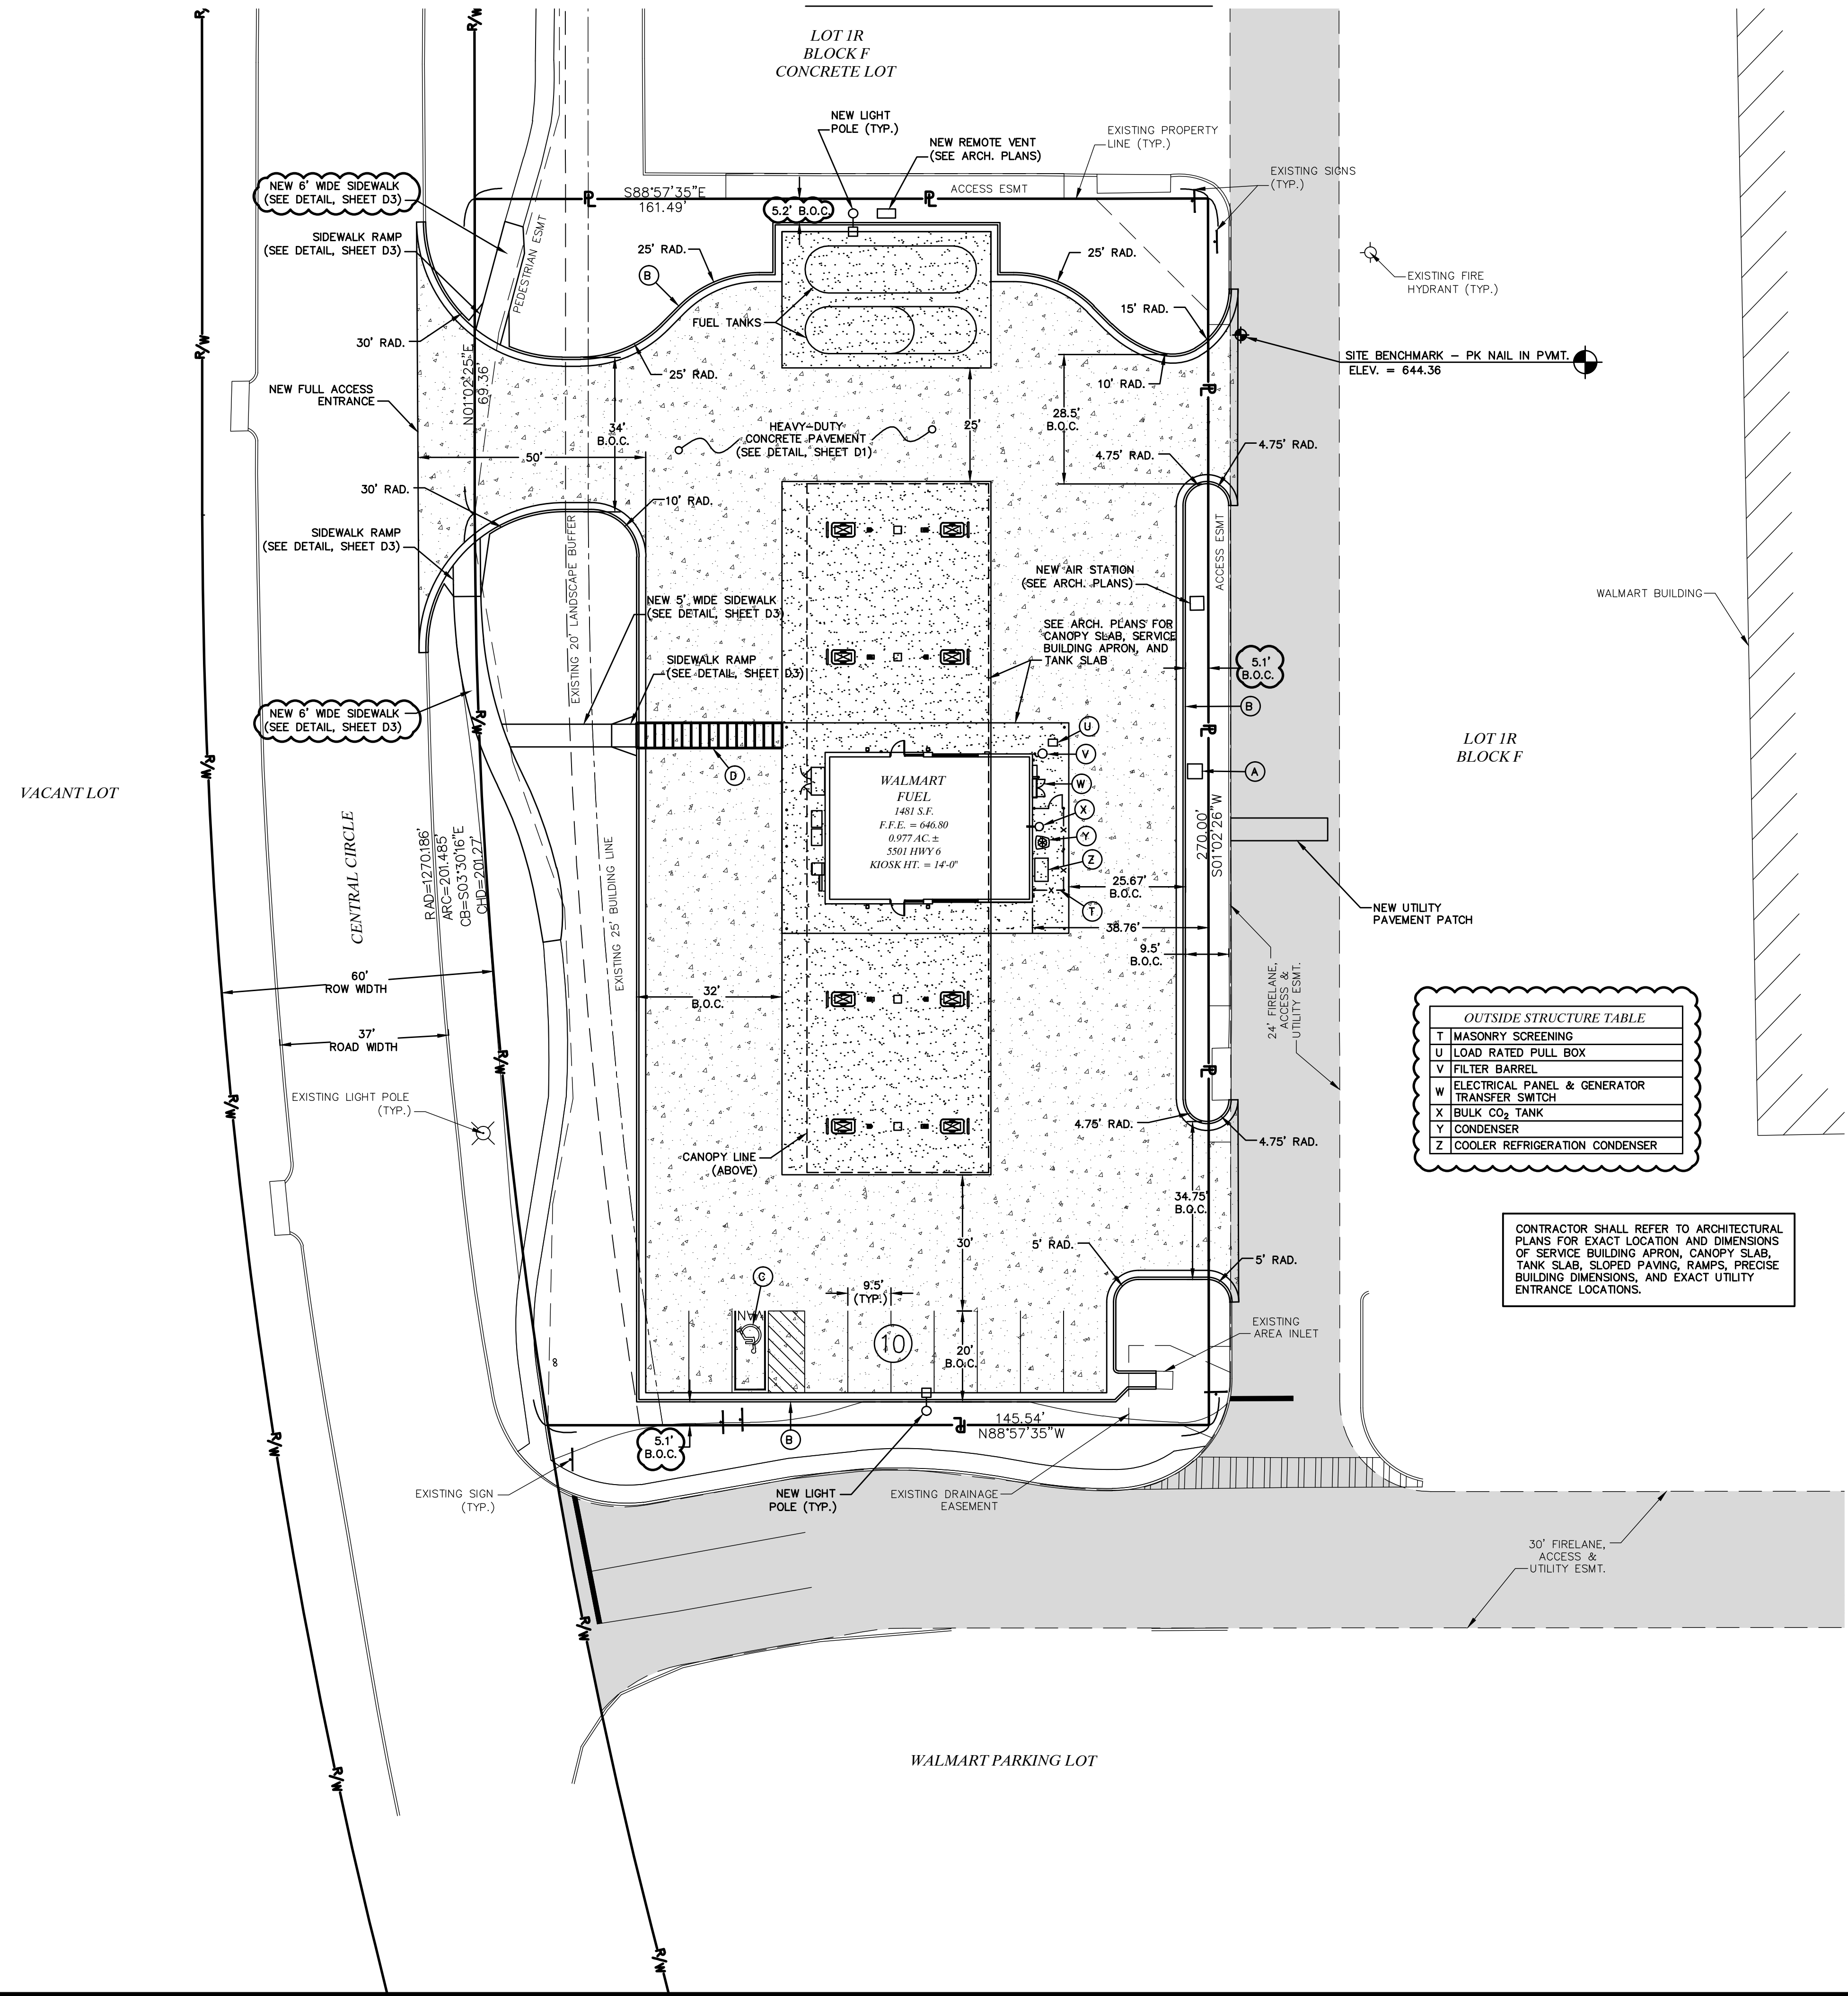 R/W
R/W
LOT 1R
BLOCK F
CONCRETE LOT
NEW LIGHT
POLE (TYP.)
NEW REMOTE VENT
(SEE ARCH. PLANS)
EXISTING PROPERTY
LINE (TYP.)
EXISTING SIGNS
(TYP.)
NEW 6' WIDE SIDEWALK
(SEE DETAIL, SHEET D3)
S88°57'35"E
161.49'
PL
PL
ACCESS ESMT
5.2' B.O.C.
SIDEWALK RAMP
(SEE DETAIL, SHEET D3)
PEDESTRIAN ESMT
25' RAD.
B
25' RAD.
EXISTING FIRE
HYDRANT (TYP.)
FUEL TANKS
15' RAD.
30' RAD.
R/W
25' RAD.
SITE BENCHMARK – PK NAIL IN PVMT.
ELEV. = 644.36
10' RAD.
PL
NEW FULL ACCESS
ENTRANCE
N01°02'25"E
69.36'
34'
B.O.C.
HEAVY-DUTY
CONCRETE PAVEMENT
(SEE DETAIL, SHEET D1)
25'
28.5'
B.O.C.
4.75' RAD.
4.75' RAD.
50'
30' RAD.
10' RAD.
SIDEWALK RAMP
(SEE DETAIL, SHEET D3)
EXISTING 20' LANDSCAPE BUFFER
ACCESS ESMT
NEW AIR STATION
(SEE ARCH. PLANS)
WALMART BUILDING
NEW 5' WIDE SIDEWALK
(SEE DETAIL, SHEET D3)
SEE ARCH. PLANS FOR
CANOPY SLAB, SERVICE
BUILDING APRON, AND
TANK SLAB
SIDEWALK RAMP
(SEE DETAIL, SHEET D3)
5.1'
B.O.C.
NEW 6' WIDE SIDEWALK
(SEE DETAIL, SHEET D3)
R/W
B
PL
U
V
W
X
Y
Z
T
A
D
LOT 1R
BLOCK F
VACANT LOT
R/W
CENTRAL CIRCLE
RAD=1270.186'
ARC=201.485'
CB=S03°30'16"E
CHD=201.27'
EXISTING 25' BUILDING LINE
WALMART
FUEL
1481 S.F.
F.F.E. = 646.80
0.977 AC.±
5501 HWY 6
KIOSK HT. = 14'-0"
270.00'
S01°02'26"W
25.67'
B.O.C.
38.76'
9.5'
B.O.C.
NEW UTILITY
PAVEMENT PATCH
24' FIRELANE,
ACCESS &
UTILITY ESMT.
60'
ROW WIDTH
32'
B.O.C.
37'
ROAD WIDTH
R/W
PL
OUTSIDE STRUCTURE TABLE
T MASONRY SCREENING
U LOAD RATED PULL BOX
V FILTER BARREL
W ELECTRICAL PANEL & GENERATOR
TRANSFER SWITCH
X BULK CO2 TANK
Y CONDENSER
Z COOLER REFRIGERATION CONDENSER
R/W
EXISTING LIGHT POLE
(TYP.)
4.75' RAD.
4.75' RAD.
CANOPY LINE
(ABOVE)
34.75'
B.O.C.
CONTRACTOR SHALL REFER TO ARCHITECTURAL
PLANS FOR EXACT LOCATION AND DIMENSIONS
OF SERVICE BUILDING APRON, CANOPY SLAB,
TANK SLAB, SLOPED PAVING, RAMPS, PRECISE
BUILDING DIMENSIONS, AND EXACT UTILITY
ENTRANCE LOCATIONS.
30'
5' RAD.
5' RAD.
C
9.5'
(TYP.)
VAN
10
20'
B.O.C.
EXISTING
AREA INLET
R/W
5.1'
B.O.C.
B
PL
145.54'
N88°57'35"W
EXISTING SIGN
(TYP.)
NEW LIGHT
POLE (TYP.)
EXISTING DRAINAGE
EASEMENT
30' FIRELANE,
ACCESS &
UTILITY ESMT.
R/W
WALMART PARKING LOT
R/W
R/W